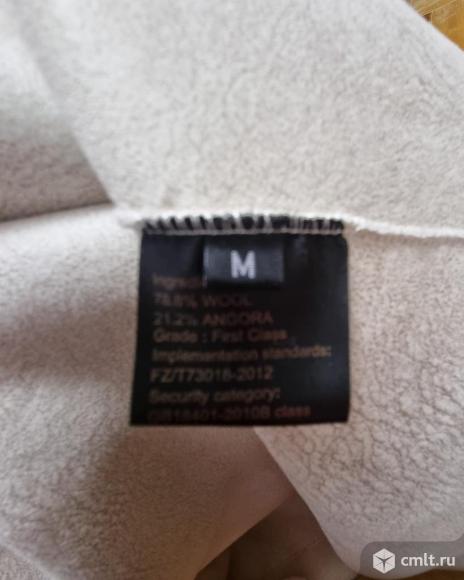 M
78.8% WOOL
21.2% ANGORA
Grade : First Class
Implementation standards:
FZ/T73018-2012
Security category:
GB18401-2010B class
cmlt.ru